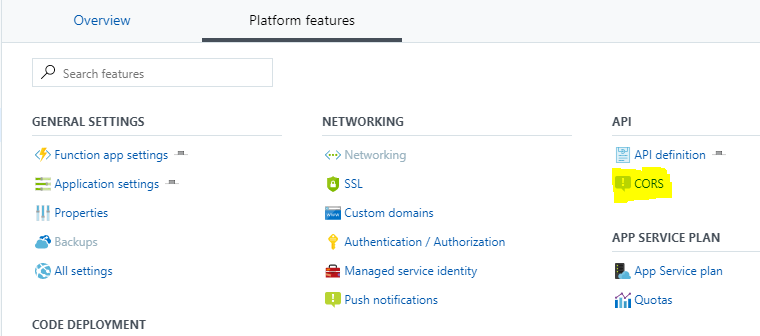 Overview
Platform features
Search features
GENERAL SETTINGS
Function app settings
Application settings
Properties
Backups
All settings
CODE DEPLOYMENT
NETWORKING
Networking
SSL
www
Custom domains
Authentication / Authorization
Managed service identity
Push notifications
API
API definition
CORS
APP SERVICE PLAN
App Service plan
Quotas